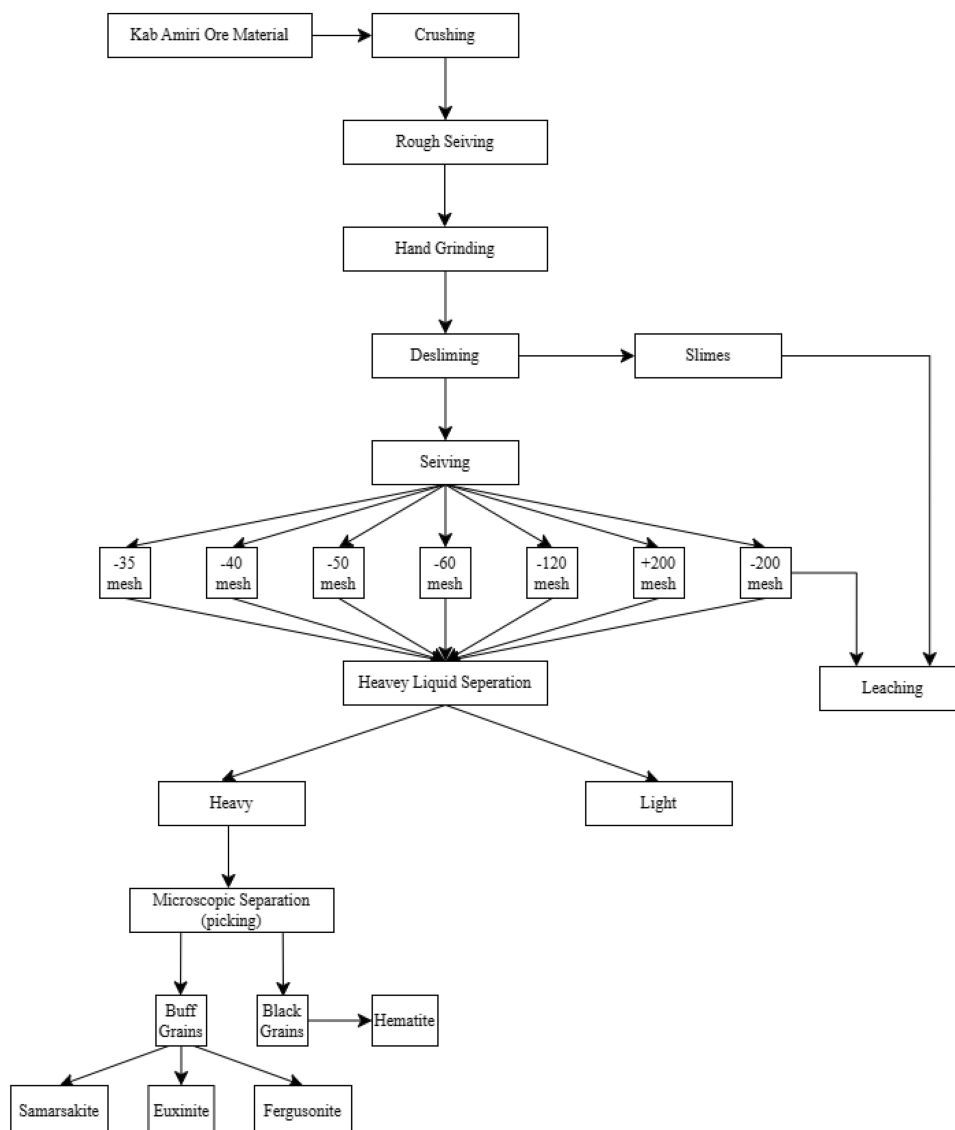 Kab Amiri Ore Material
Crushing
Rough Seiving
Hand Grinding
Desliming
Slimes
Seiving
-35
mesh
-40
mesh
-50
mesh
-60
mesh
-120
mesh
+200
mesh
-200
mesh
Heavey Liquid Seperation
Leaching
Heavy
Light
Microscopic Separation
(picking)
Buff
Grains
Black
Grains
Hematite
Samarsakite
Euxinite
Fergusonite